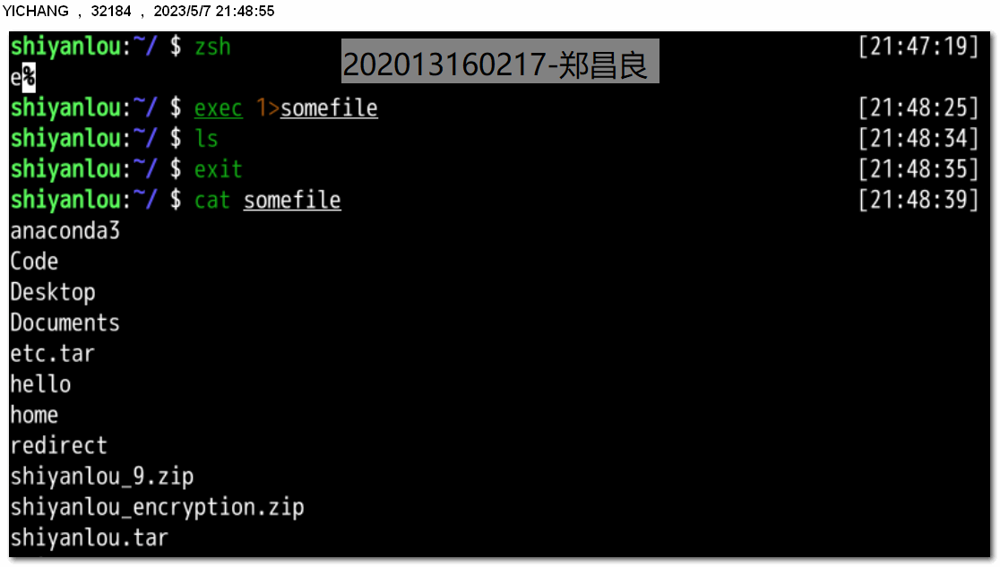 YICHANG , 32184 , 2023/5/7 21:48:55
shiyanlou:~/ $ zsh [21:47:19]
202013160217-郑昌良
e%
shiyanlou:~/ $ exec 1>somefile [21:48:25]
shiyanlou:~/ $ ls [21:48:34]
shiyanlou:~/ $ exit [21:48:35]
shiyanlou:~/ $ cat somefile [21:48:39]
anaconda3
Code
Desktop
Documents
etc.tar
hello
home
redirect
shiyanlou_9.zip
shiyanlou_encryption.zip
shiyanlou.tar